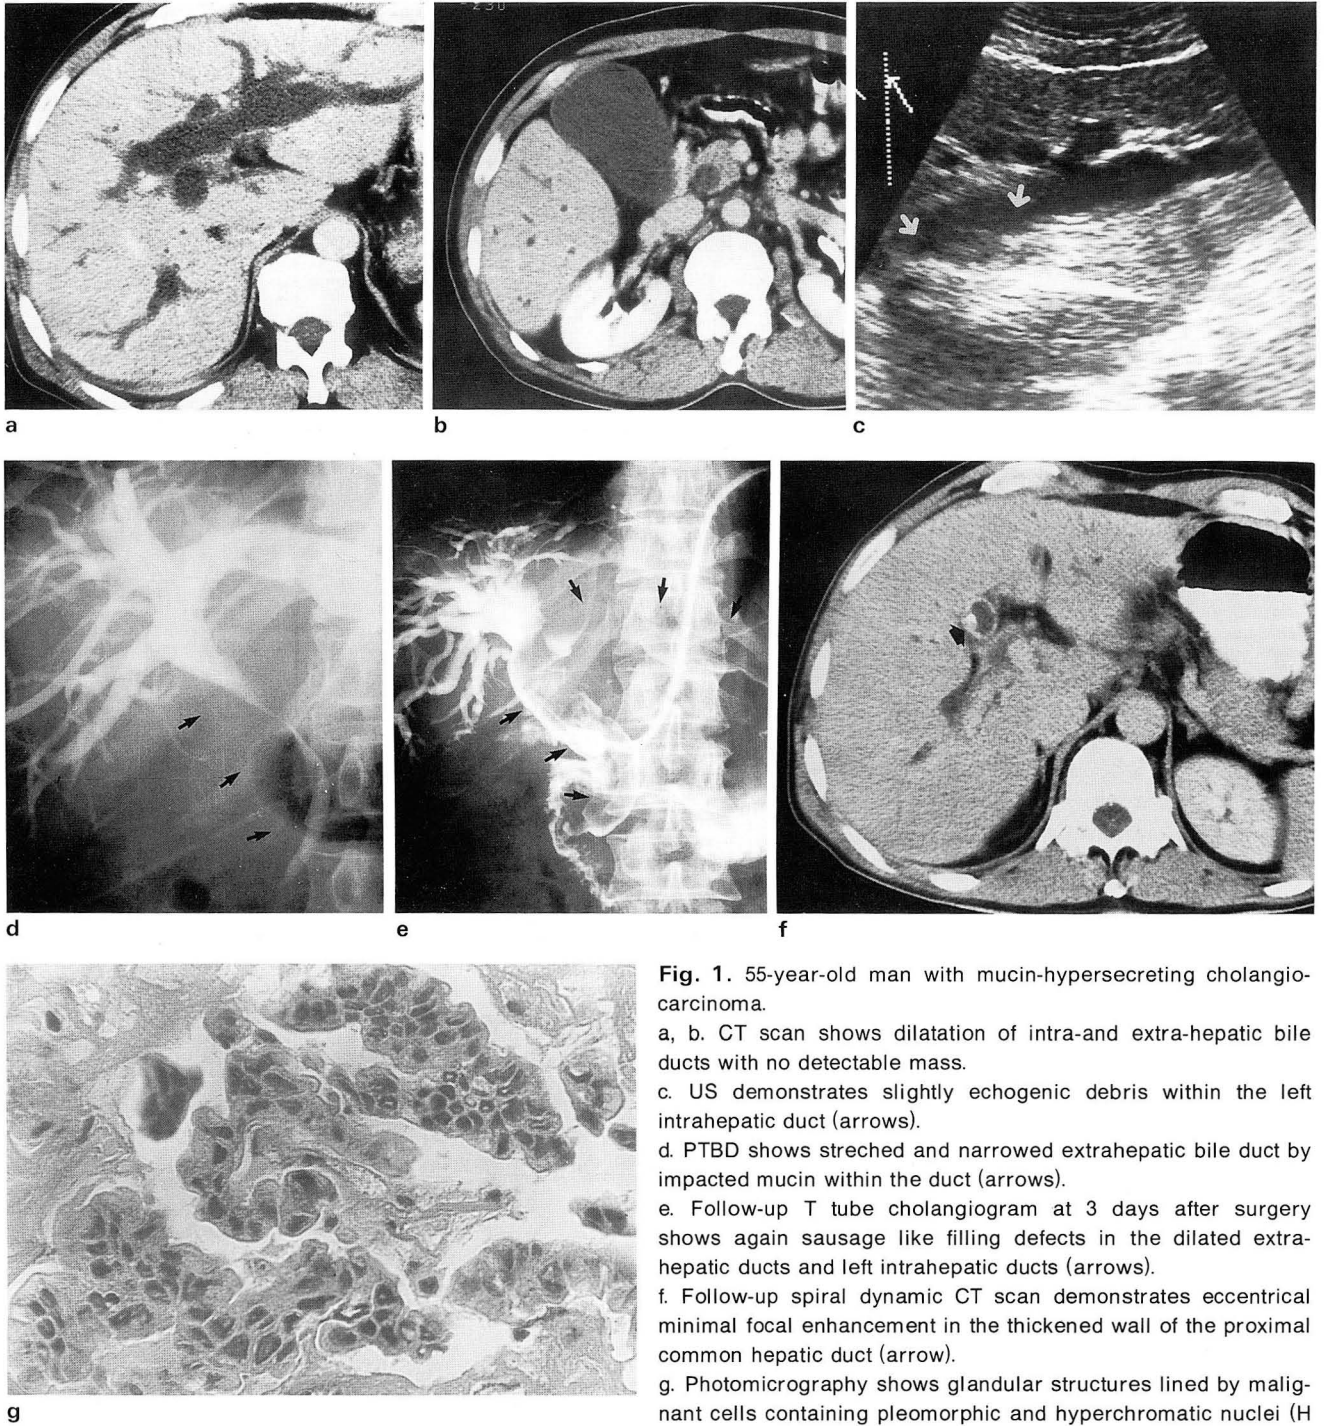 -230
a
b
c
d
e
f
g
Fig. 1. 55-year-old man with mucin-hypersecreting cholangio-
carcinoma.
a, b. CT scan shows dilatation of intra-and extra-hepatic bile
ducts with no detectable mass.
c. US demonstrates slightly echogenic debris within the left
intrahepatic duct (arrows).
d. PTBD shows streched and narrowed extrahepatic bile duct by
impacted mucin within the duct (arrows).
e. Follow-up T tube cholangiogram at 3 days after surgery
shows again sausage like filling defects in the dilated extra-
hepatic ducts and left intrahepatic ducts (arrows).
f. Follow-up spiral dynamic CT scan demonstrates eccentrical
minimal focal enhancement in the thickened wall of the proximal
common hepatic duct (arrow).
g. Photomicrography shows glandular structures lined by malig-
nant cells containing pleomorphic and hyperchromatic nuclei (H